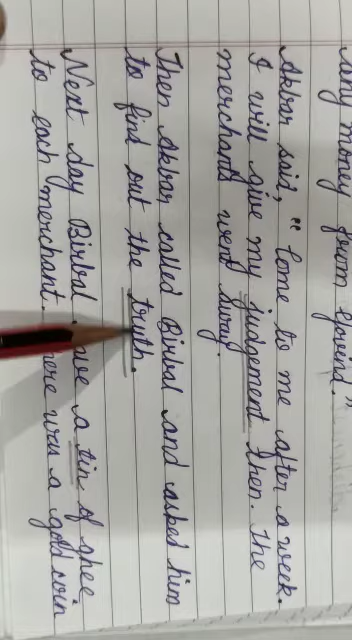 any money from Govind."
Akbar said, "Come to me after a week.
I will give my judgement then. The
merchants went away.
Then Akbar called Birbal and asked him
to find out the truth.
Next day Birbal a tin of ghee
to each merchant. was a gold coin